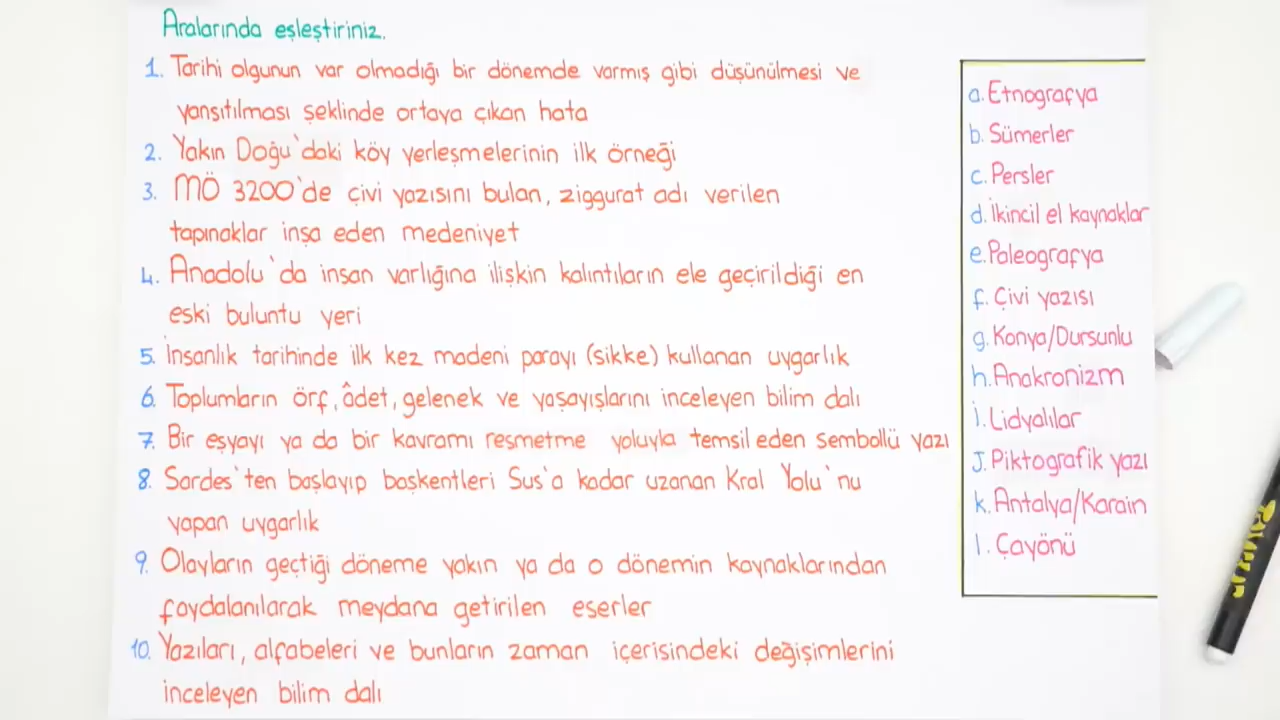 Aralarında eşleştiriniz.
1. Tarihi olgunun var olmadığı bir dönemde varmış gibi düşünülmesi ve
yansıtılması şeklinde ortaya çıkan hata
2. Yakın Doğu'daki köy yerleşmelerinin ilk örneği
3. MÖ 3200'de çivi yazısını bulan, ziggurat adı verilen
tapınaklar inşa eden medeniyet
4. Anadolu'da insan varlığına ilişkin kalıntıların ele geçirildiği en
eski buluntu yeri
5. İnsanlık tarihinde ilk kez madeni parayı (sikke) kullanan uygarlık
6. Toplumların örf, âdet, gelenek ve yaşayışlarını inceleyen bilim dalı
7. Bir eşyayı ya da bir kavramı resmetme yoluyla temsil eden sembollü yazı
8. Sardes'ten başlayıp başkentleri Sus'a kadar uzanan Kral Yolu'nu
yapan uygarlık
9. Olayların geçtiği döneme yakın ya da o dönemin kaynaklarından
faydalanılarak meydana getirilen eserler
10. Yazıları, alfabeleri ve bunların zaman içerisindeki değişimlerini
inceleyen bilim dalı
a. Etnografya
b. Sümerler
c. Persler
d. İkincil el kaynaklar
e. Paleografya
f. Çivi yazısı
g. Konya/Dursunlu
h. Anakronizm
i. Lidyalılar
J. Piktografik yazı
k. Antalya/Karain
l. Çayönü